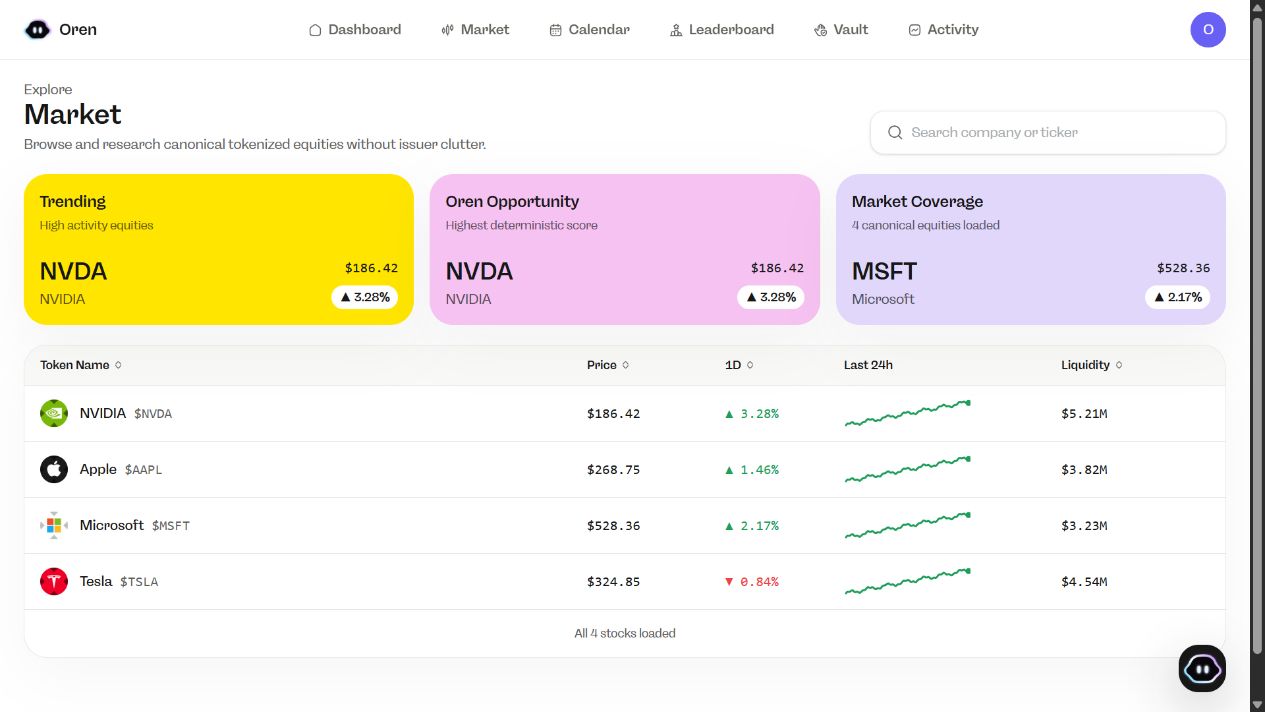 Oren
Dashboard
Market
Calendar
Leaderboard
Vault
Activity
O
Explore
Market
Browse and research canonical tokenized equities without issuer clutter.
Search company or ticker
Trending
High activity equities
NVDA
$186.42
NVIDIA
▲ 3.28%
Oren Opportunity
Highest deterministic score
NVDA
$186.42
NVIDIA
▲ 3.28%
Market Coverage
4 canonical equities loaded
MSFT
$528.36
Microsoft
▲ 2.17%
Token Name Price 1D Last 24h Liquidity
NVIDIA $NVDA $186.42 ▲ 3.28% $5.21M
Apple $AAPL $268.75 ▲ 1.46% $3.82M
Microsoft $MSFT $528.36 ▲ 2.17% $3.23M
Tesla $TSLA $324.85 ▼ 0.84% $4.54M
All 4 stocks loaded